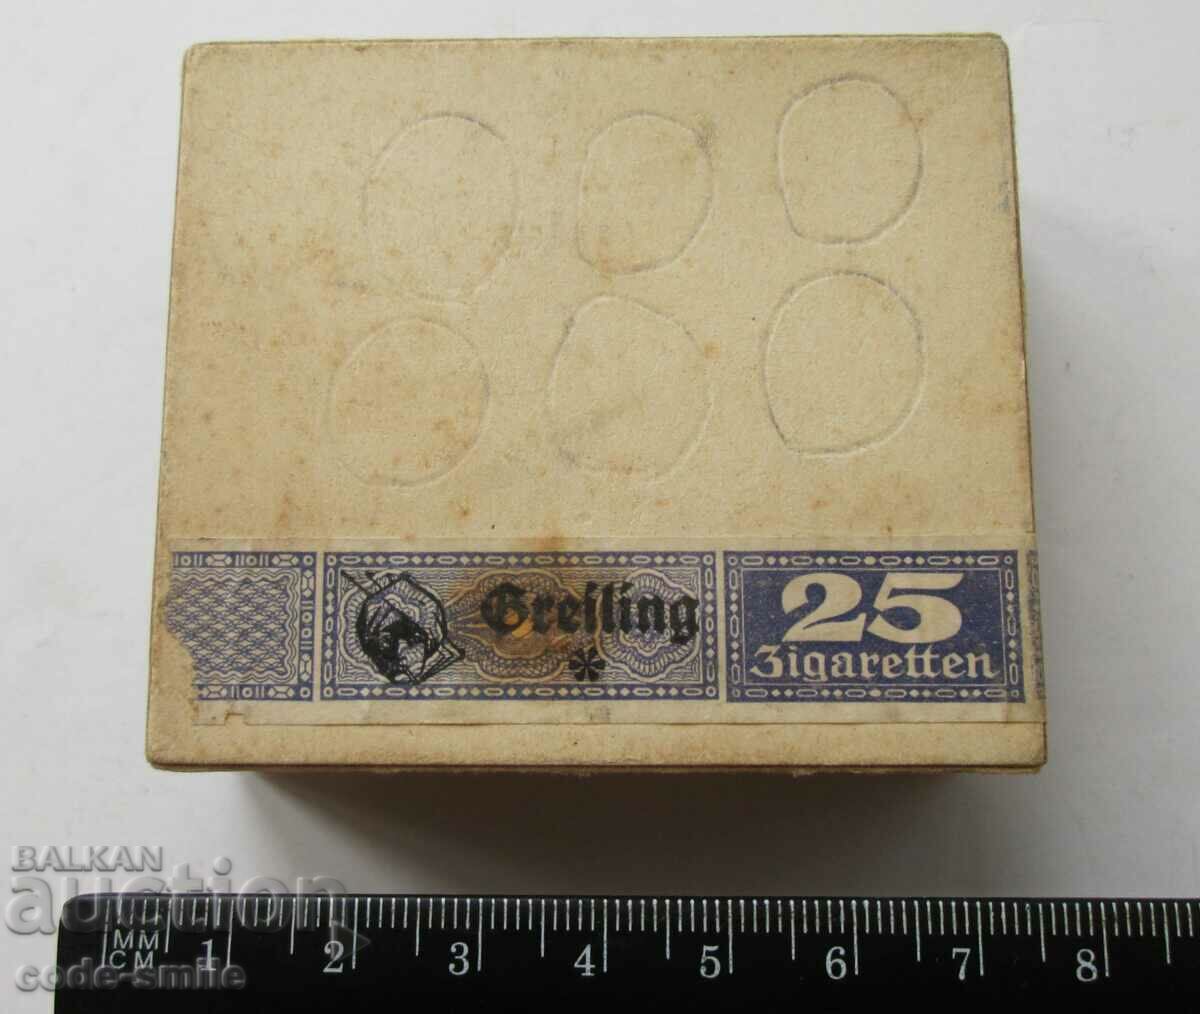 Greiling
*
25
Zigaretten
BALKAN
auction
code-smile
MM
CM
1 2 3 4 5 6 7 8